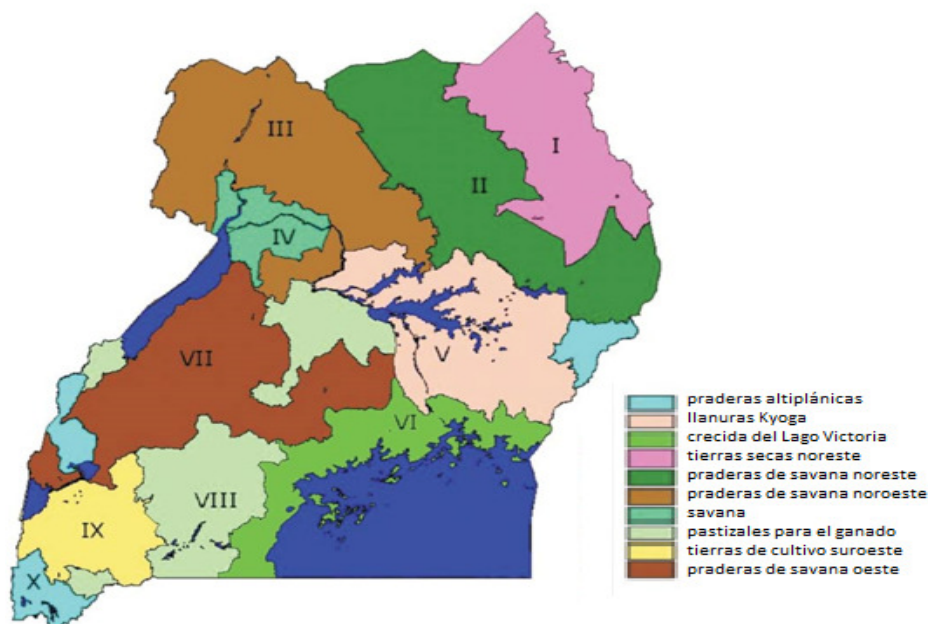 I
III
II
IV
VII
V
VI
VIII
IX
X
praderas altiplánicas
llanuras Kyoga
crecida del Lago Victoria
tierras secas noreste
praderas de savana noreste
praderas de savana noroeste
savana
pastizales para el ganado
tierras de cultivo suroeste
praderas de savana oeste